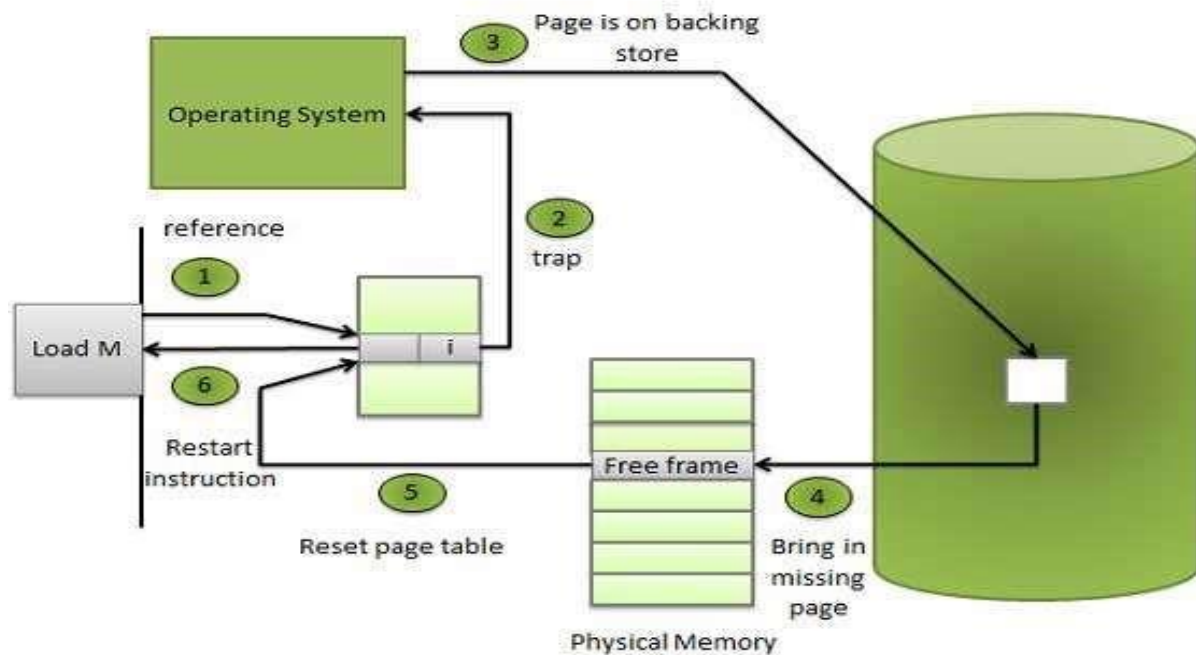 3
Page is on backing
store
Operating System
2
trap
reference
1
Load M
i
6
Restart
instruction
Free frame
5
Reset page table
4
Bring in
missing
page
Physical Memory